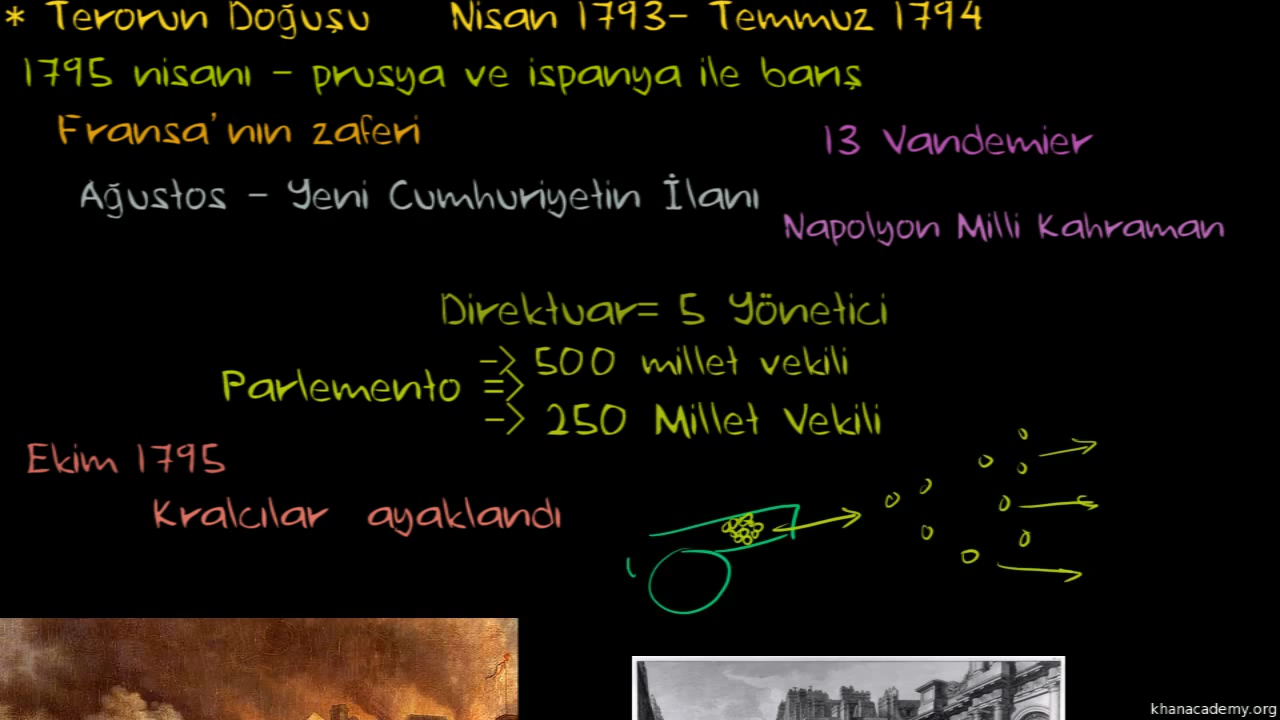 * Terorun Doğuşu Nisan 1793- Temmuz 1794
1795 nisanı - prusya ve ispanya ile barış
Fransa'nın zaferi
13 Vandemier
Ağustos - Yeni Cumhuriyetin İlanı
Napolyon Milli Kahraman
Direktuar= 5 Yönetici
-> 500 millet vekili
Parlemento =>
-> 250 Millet Vekili
Ekim 1795
Kralcılar ayaklandı
khanacademy.org